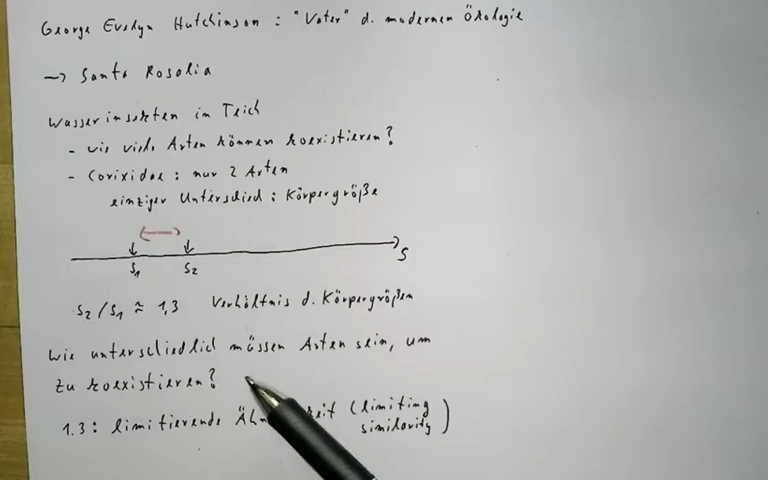 George Evelyn Hutchinson : "Vater" d. modernen Ökologie
→ Santa Rosalia
Wasserinsekten in Teich
- wie viele Arten können koexistieren?
- Corixidae : nur 2 Arten
einziger Unterschied : Körpergröße
S
S1 S2
S2/S1 ≈ 1,3 Verhältnis d. Körpergrößen
Wie unterschiedlich müssen Arten sein, um
zu koexistieren?
1.3 : limitierende (limiting
similarity)